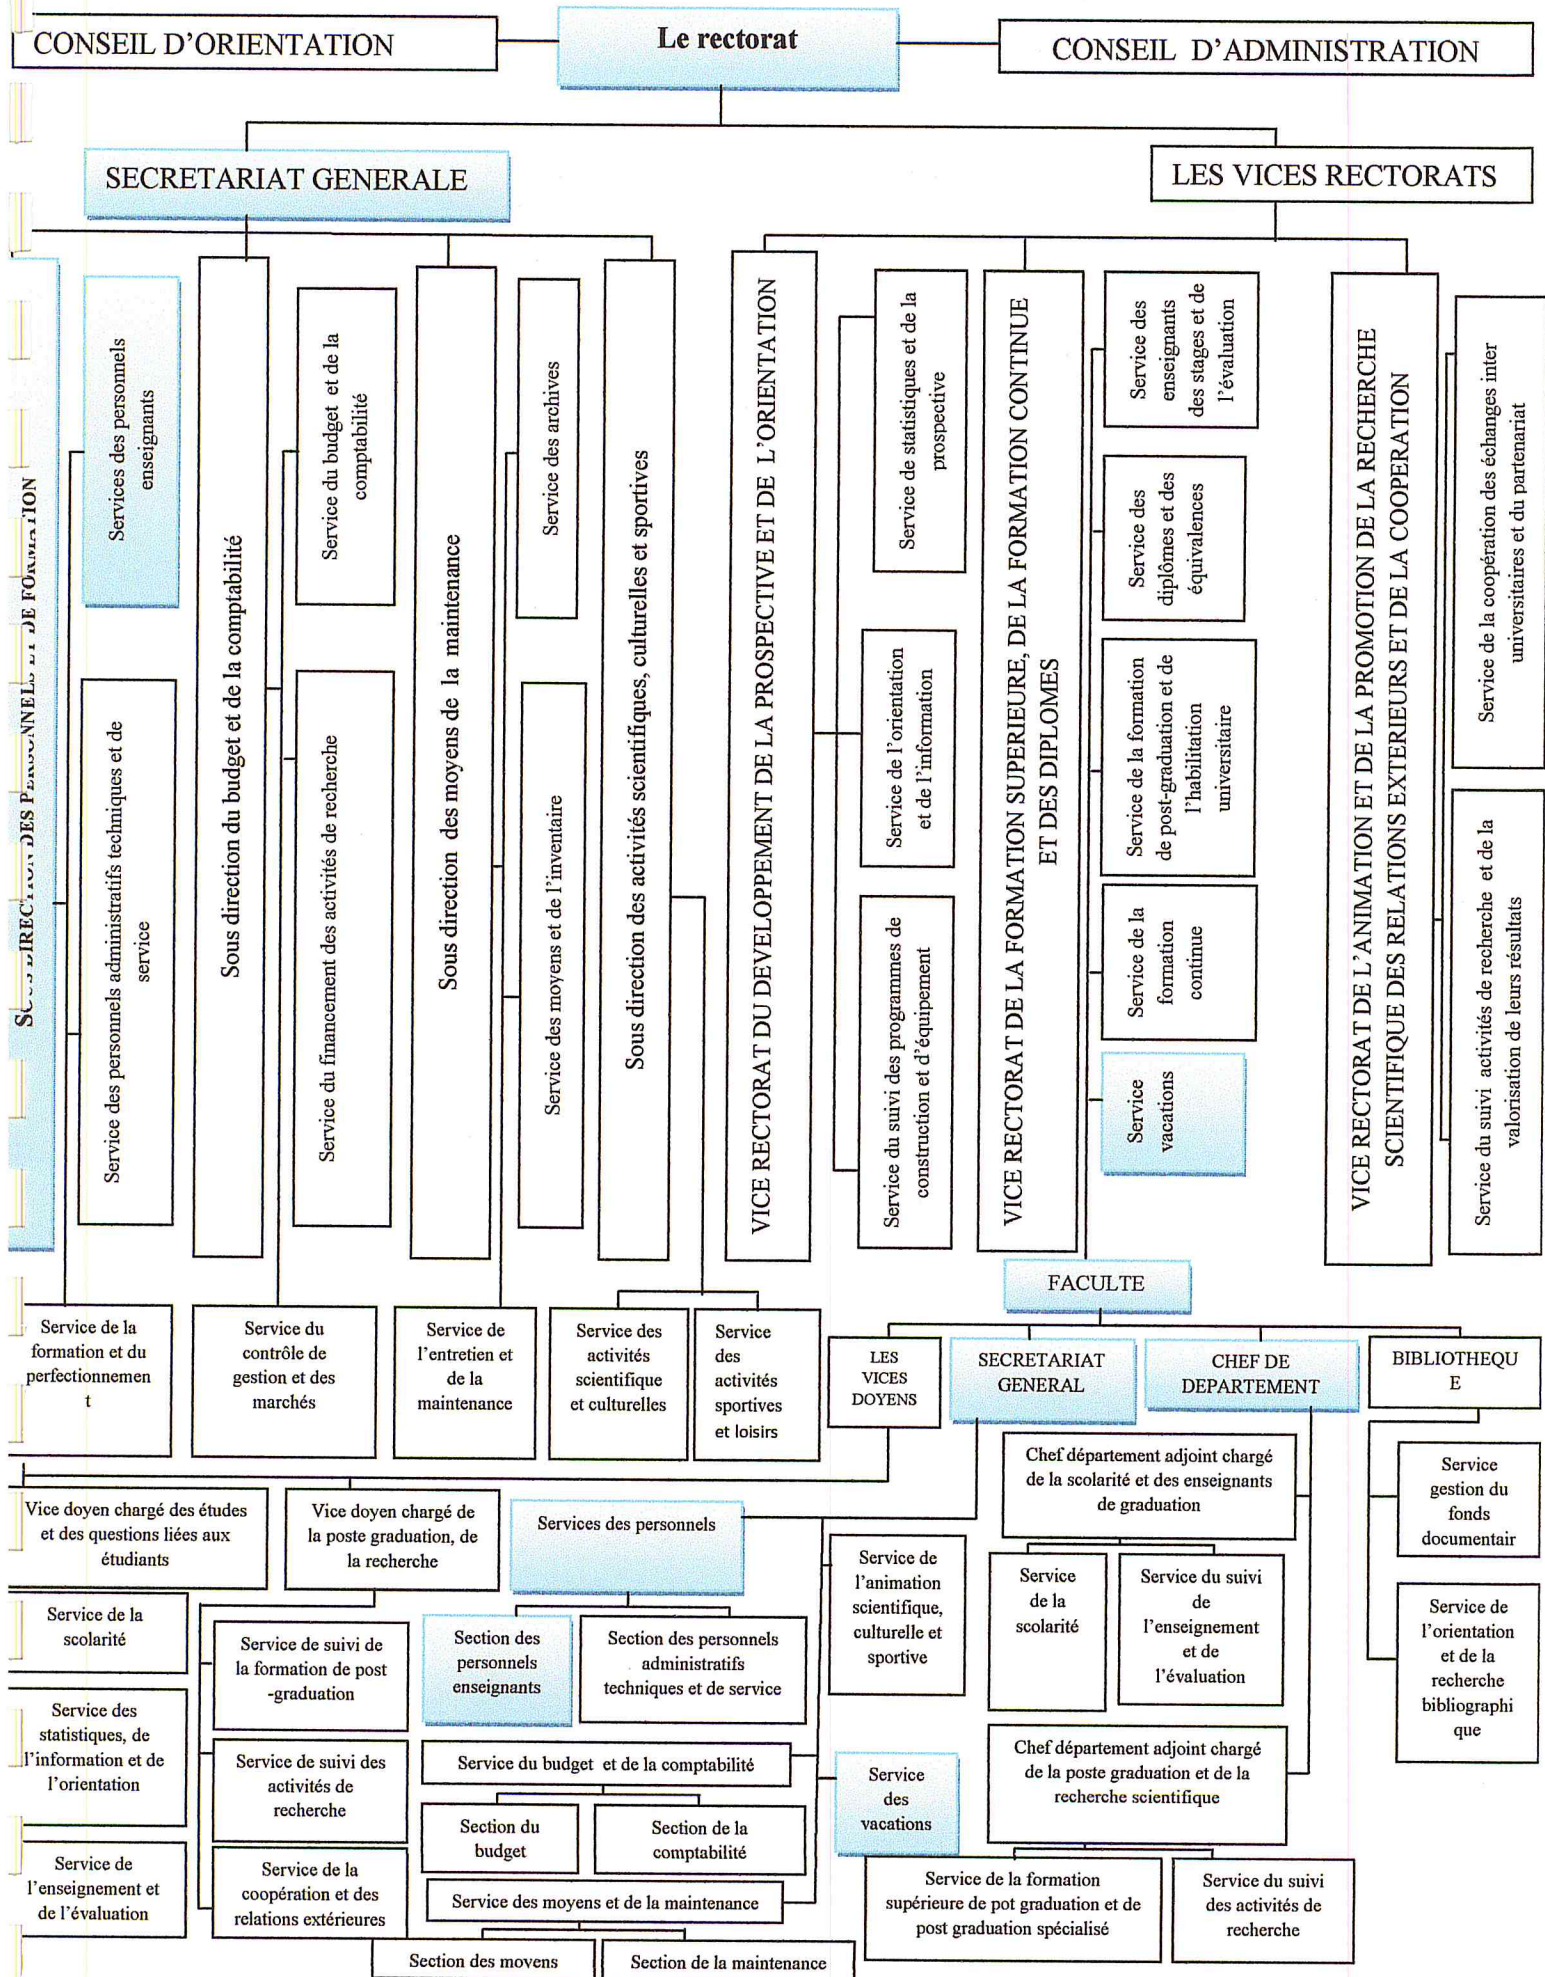 CONSEIL D'ORIENTATION
Le rectorat
CONSEIL D'ADMINISTRATION
SECRETARIAT GENERALE
LES VICES RECTORATS
SOUS DIRECTION DES PERSONNELS ET DE FORMATION
Services des personnels
enseignants
Service des personnels administratifs techniques et de
service
Sous direction du budget et de la comptabilité
Service du budget et de la
comptabilité
Service du financement des activités de recherche
Sous direction des moyens de la maintenance
Service des archives
Service des moyens et de l'inventaire
Sous direction des activités scientifiques, culturelles et sportives
VICE RECTORAT DU DEVELOPPEMENT DE LA PROSPECTIVE ET DE L'ORIENTATION
Service de statistiques et de la
prospective
Service de l'orientation
et de l'information
Service du suivi des programmes de
construction et d'équipement
VICE RECTORAT DE LA FORMATION SUPERIEURE, DE LA FORMATION CONTINUE
ET DES DIPLOMES
Service des
enseignants
des stages et de
l'évaluation
Service des
diplômes et des
équivalences
Service de la formation
de post-graduation et de
l'habilitation
universitaire
Service de la
formation
continue
Service
vacations
VICE RECTORAT DE L'ANIMATION ET DE LA PROMOTION DE LA RECHERCHE
SCIENTIFIQUE DES RELATIONS EXTERIEURS ET DE LA COOPERATION
Service de la coopération des échanges inter
universitaires et du partenariat
Service du suivi activités de recherche et de la
valorisation de leurs résultats
Service de la
formation et du
perfectionnemen
t
Service du
contrôle de
gestion et des
marchés
Service de
l'entretien et
de la
maintenance
Service des
activités
scientifique
et culturelles
Service
des
activités
sportives
et loisirs
FACULTE
LES
VICES
DOYENS
SECRETARIAT
GENERAL
CHEF DE
DEPARTEMENT
BIBLIOTHEQU
E
Vice doyen chargé des études
et des questions liées aux
étudiants
Vice doyen chargé de
la poste graduation, de
la recherche
Services des personnels
Service de
l'animation
scientifique,
culturelle et
sportive
Chef département adjoint chargé
de la scolarité et des enseignants
de graduation
Service
gestion du
fonds
documentair
Service de la
scolarité
Service de suivi de
la formation de post
-graduation
Section des
personnels
enseignants
Section des personnels
administratifs
techniques et de service
Service
de la
scolarité
Service du suivi
de
l'enseignement
et de
l'évaluation
Service de
l'orientation
et de la
recherche
bibliographi
que
Service des
statistiques, de
l'information et de
l'orientation
Service de suivi des
activités de
recherche
Service du budget et de la comptabilité
Section du
budget
Section de la
comptabilité
Service
des
vacations
Chef département adjoint chargé
de la poste graduation et de la
recherche scientifique
Service de
l'enseignement et
de l'évaluation
Service de la
coopération et des
relations extérieures
Service des moyens et de la maintenance
Section des moyens
Section de la maintenance
Service de la formation
supérieure de pot graduation et de
post graduation spécialisé
Service du suivi
des activités de
recherche